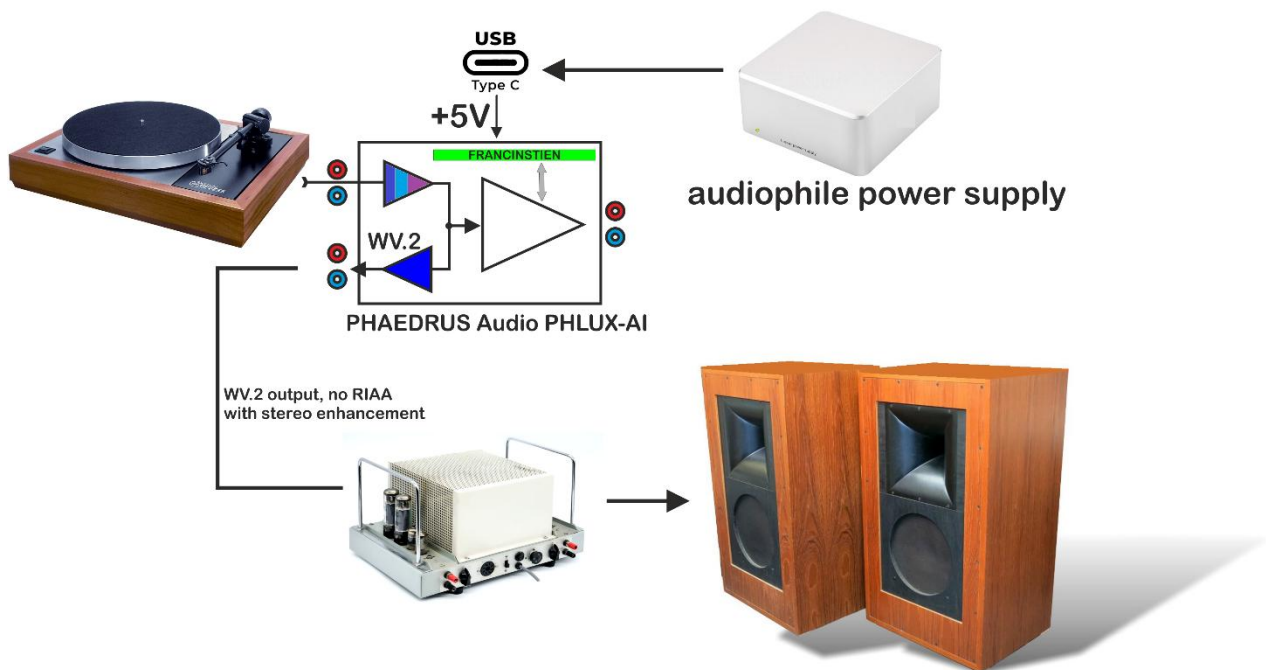 USB
Type C
+5V
FRANCINSTIEN
WV.2
PHAEDRUS Audio PHLUX-AI
audiophile power supply
WV.2 output, no RIAA
with stereo enhancement